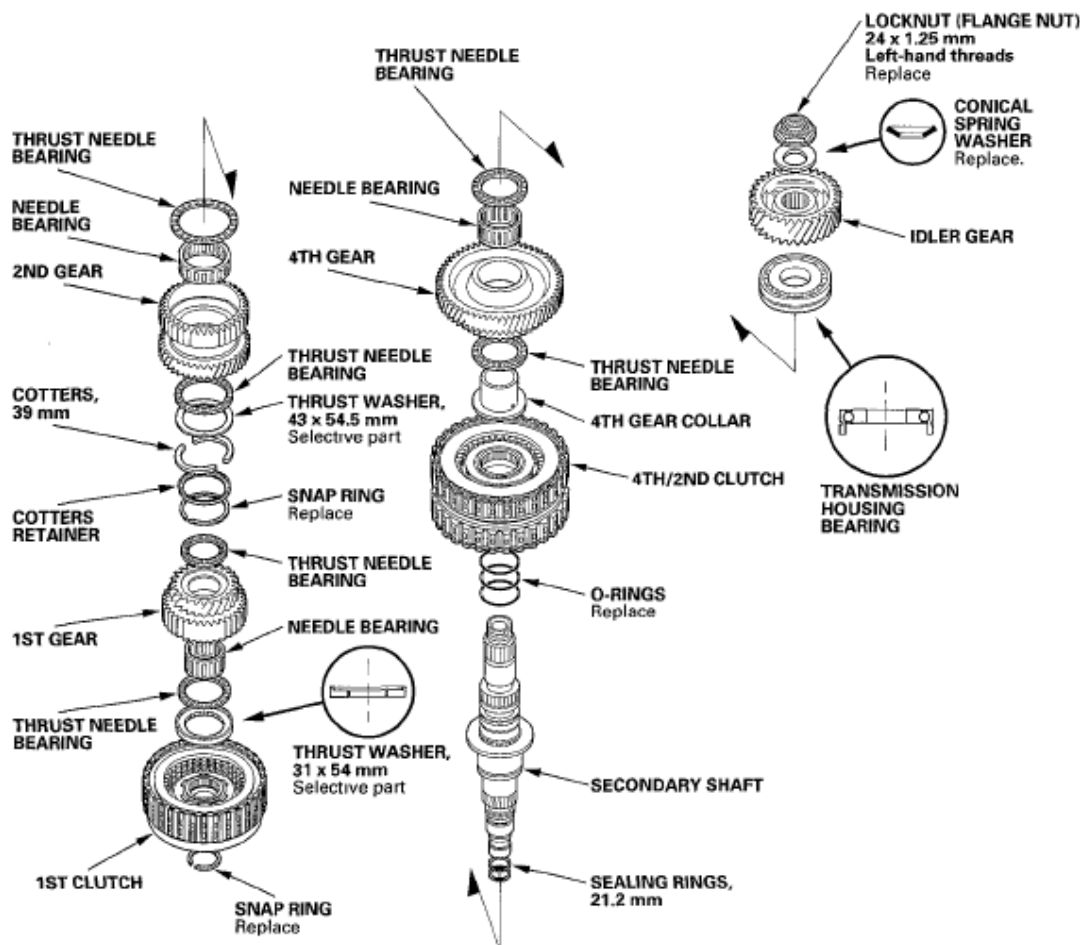 THRUST NEEDLE
BEARING
NEEDLE
BEARING
2ND GEAR
THRUST NEEDLE
BEARING
COTTERS,
39 mm
THRUST WASHER,
43 x 54.5 mm
Selective part
SNAP RING
Replace
COTTERS
RETAINER
THRUST NEEDLE
BEARING
1ST GEAR
NEEDLE BEARING
THRUST NEEDLE
BEARING
THRUST WASHER,
31 x 54 mm
Selective part
1ST CLUTCH
SNAP RING
Replace
THRUST NEEDLE
BEARING
NEEDLE BEARING
4TH GEAR
THRUST NEEDLE
BEARING
4TH GEAR COLLAR
4TH/2ND CLUTCH
O-RINGS
Replace
SECONDARY SHAFT
SEALING RINGS,
21.2 mm
LOCKNUT (FLANGE NUT)
24 x 1.25 mm
Left-hand threads
Replace
CONICAL
SPRING
WASHER
Replace.
IDLER GEAR
TRANSMISSION
HOUSING
BEARING